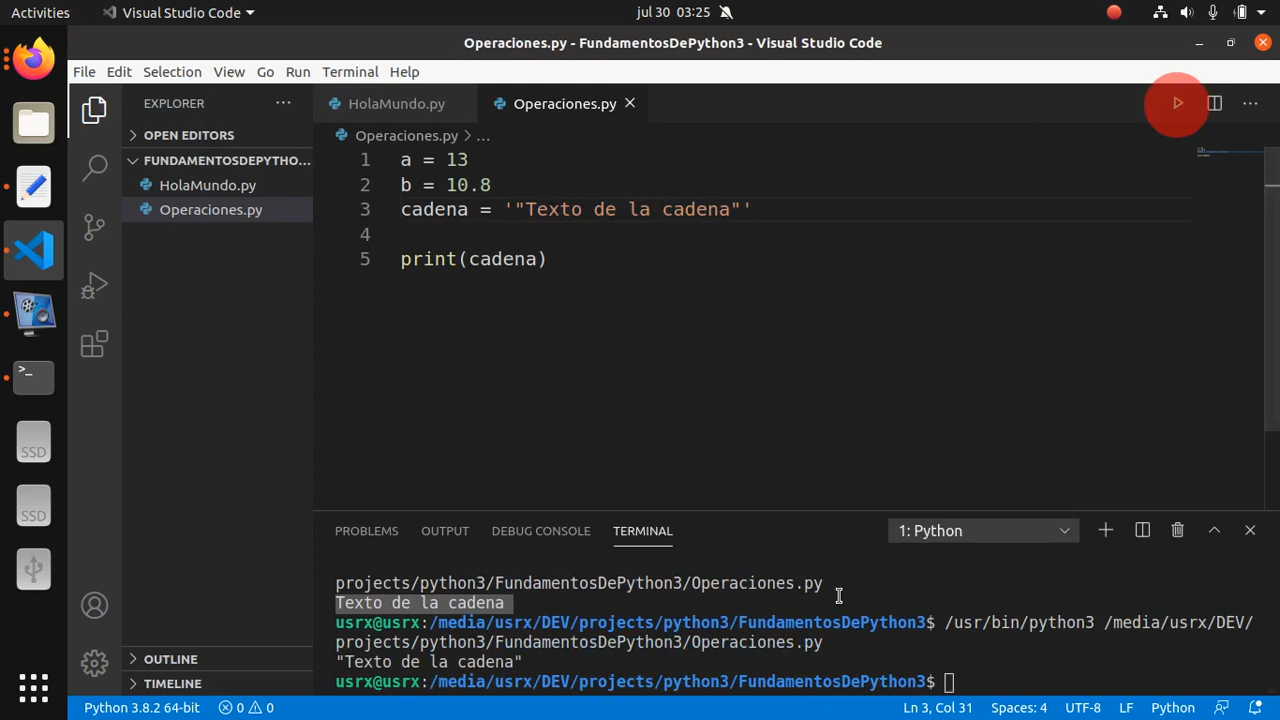 Activities
Visual Studio Code
jul 30 03:25
Operaciones.py - FundamentosDePython3 - Visual Studio Code
File Edit Selection View Go Run Terminal Help
EXPLORER
HolaMundo.py
Operaciones.py
OPEN EDITORS
Operaciones.py > ...
FUNDAMENTOSDEPYTHO...
HolaMundo.py
Operaciones.py
1 a = 13
2 b = 10.8
3 cadena = '"Texto de la cadena"'
4
5 print(cadena)
PROBLEMS OUTPUT DEBUG CONSOLE TERMINAL
1: Python
projects/python3/FundamentosDePython3/Operaciones.py
Texto de la cadena
usrx@usrx:/media/usrx/DEV/projects/python3/FundamentosDePython3$ /usr/bin/python3 /media/usrx/DEV/
projects/python3/FundamentosDePython3/Operaciones.py
"Texto de la cadena"
usrx@usrx:/media/usrx/DEV/projects/python3/FundamentosDePython3$
SSD
SSD
OUTLINE
TIMELINE
Python 3.8.2 64-bit
0
0
Ln 3, Col 31
Spaces: 4
UTF-8
LF
Python